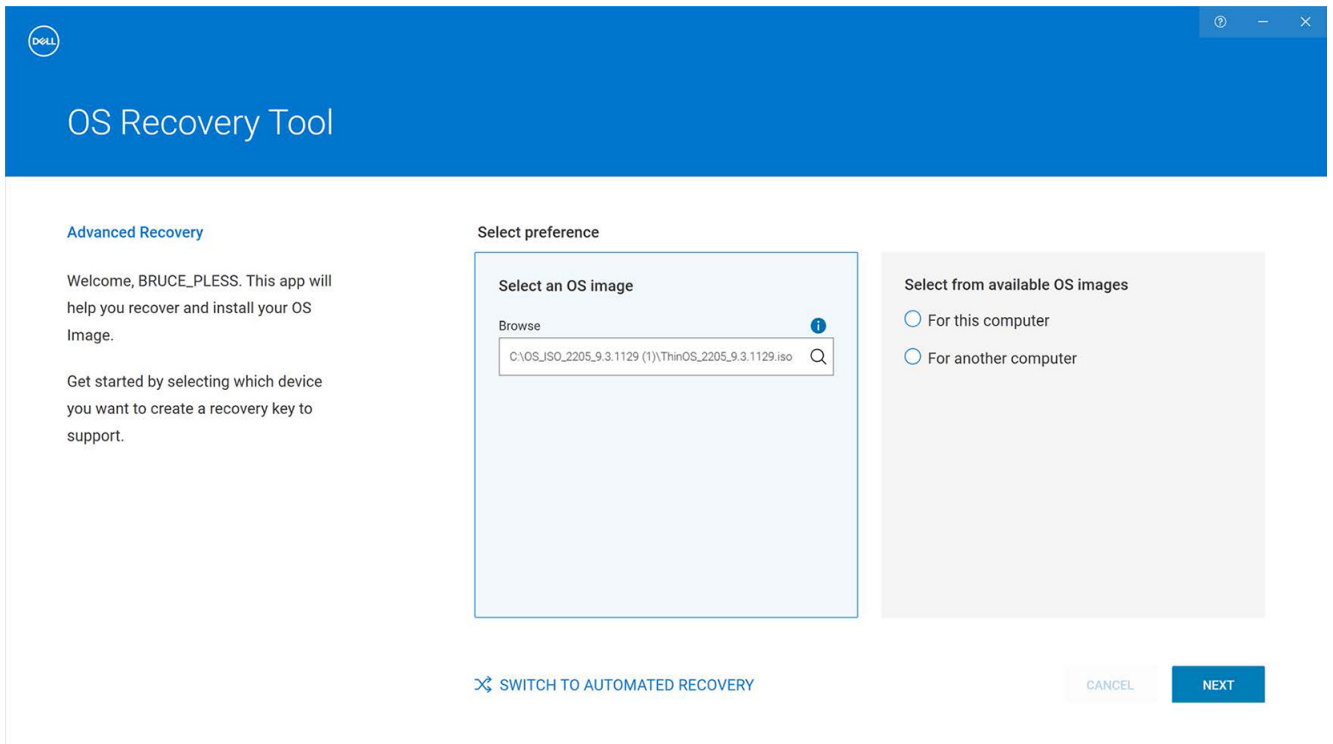 DELL
OS Recovery Tool
Advanced Recovery
Welcome, BRUCE_PLESS. This app will
help you recover and install your OS
Image.
Get started by selecting which device
you want to create a recovery key to
support.
Select preference
Select an OS image
Browse
C:\OS_ISO_2205_9.3.1129 (1)\ThinOS_2205_9.3.1129.iso
Select from available OS images
For this computer
For another computer
SWITCH TO AUTOMATED RECOVERY
CANCEL
NEXT